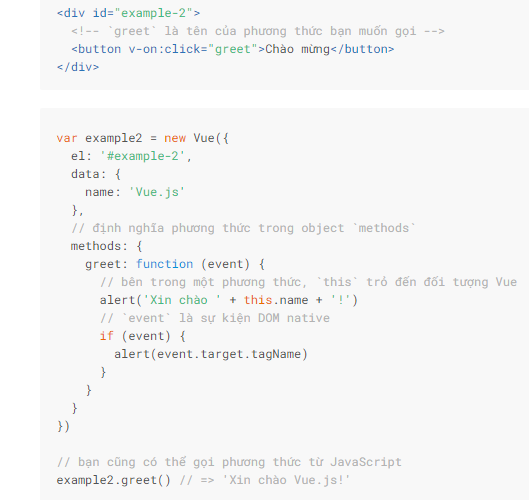 <div id="example-2">
  <!-- `greet` là tên của phương thức bạn muốn gọi -->
  <button v-on:click="greet">Chào mừng</button>
</div>
var example2 = new Vue({
  el: '#example-2',
  data: {
    name: 'Vue.js'
  },
  // định nghĩa phương thức trong object `methods`
  methods: {
    greet: function (event) {
      // bên trong một phương thức, `this` trỏ đến đối tượng Vue
      alert('Xin chào ' + this.name + '!')
      // `event` là sự kiện DOM native
      if (event) {
        alert(event.target.tagName)
      }
    }
  }
})
// bạn cũng có thể gọi phương thức từ JavaScript
example2.greet() // => 'Xin chào Vue.js!'